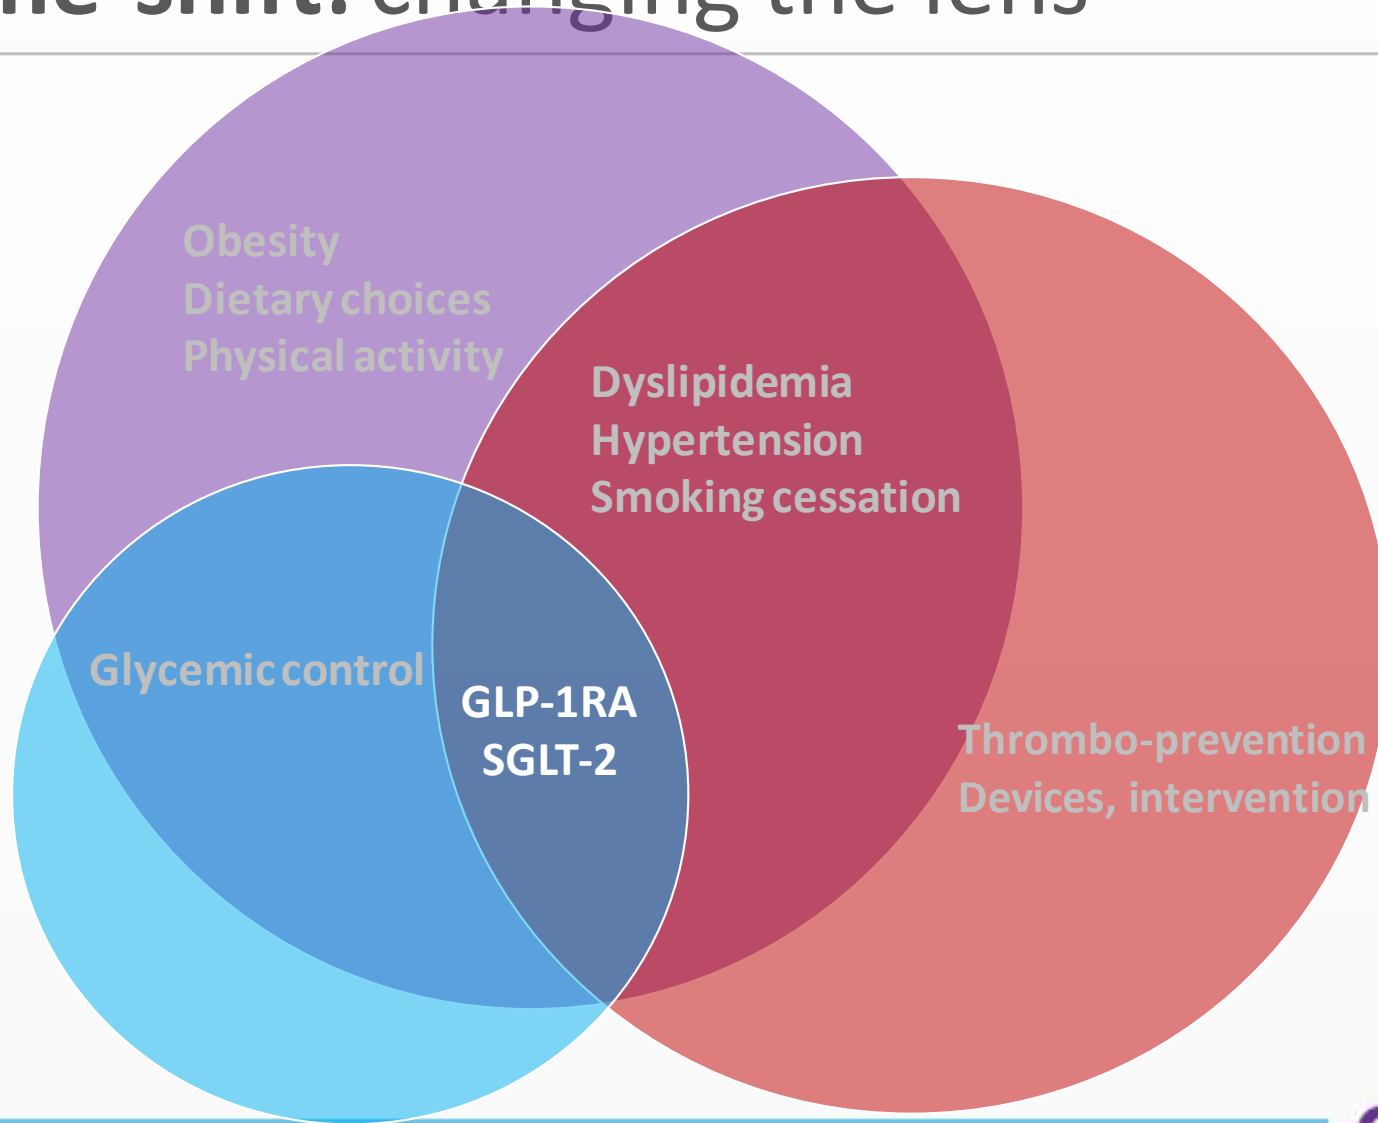 shift: changing the lens
Obesity
Dietary choices
Physical activity
Dyslipidemia
Hypertension
Smoking cessation
Glycemic control
GLP-1RA
SGLT-2
Thrombo-prevention
Devices, intervention